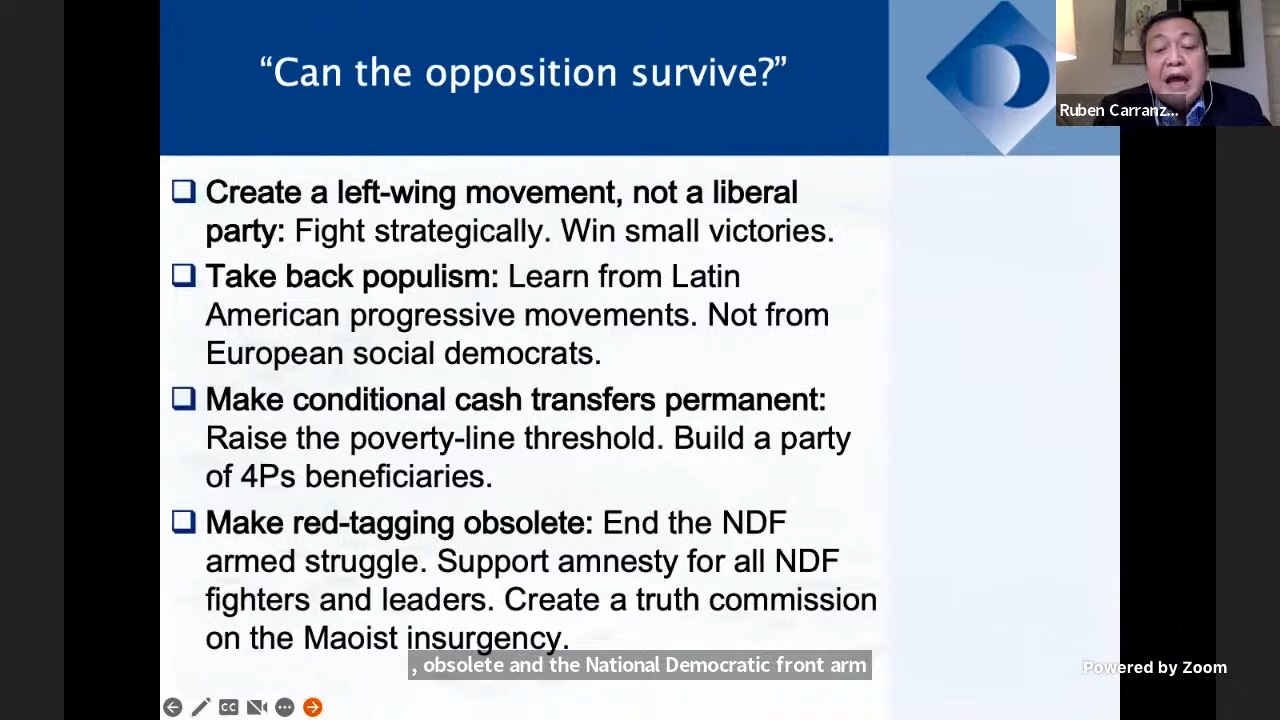 “Can the opposition survive?”
Ruben Carranz...
Create a left-wing movement, not a liberal
party: Fight strategically. Win small victories.
Take back populism: Learn from Latin
American progressive movements. Not from
European social democrats.
Make conditional cash transfers permanent:
Raise the poverty-line threshold. Build a party
of 4Ps beneficiaries.
Make red-tagging obsolete: End the NDF
armed struggle. Support amnesty for all NDF
fighters and leaders. Create a truth commission
on the Maoist insurgency.
, obsolete and the National Democratic front arm
Powered by Zoom
CC